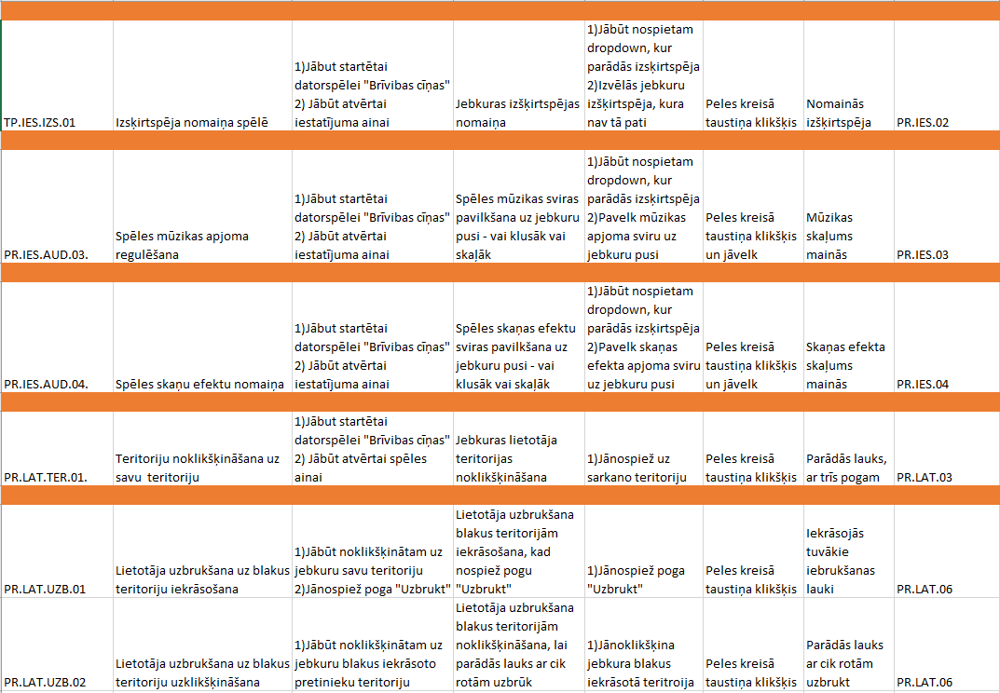 TP.IES.IZS.01
Izsķirtspēja nomaiņa spēlē
1)Jābut startētai
datorspēlei "Brīvibas cīņas"
2) Jābūt atvērtai
iestatījuma ainai
Jebkuras izšķirtspējas
nomaiņa
1)Jābūt nospietam
dropdown, kur
parādās izsķirtspēja
2)Izvēlās jebkuru
izšķirtspēja, kura
nav tā pati
Peles kreisā
taustiņa klikšķis
Nomainās
izšķirtspēja
PR.IES.02
PR.IES.AUD.03.
Spēles mūzikas apjoma
regulēšana
1)Jābut startētai
datorspēlei "Brīvibas cīņas"
2) Jābūt atvērtai
iestatījuma ainai
Spēles mūzikas sviras
pavilkšana uz jebkuru
pusi - vai klusāk vai
skaļāk
1)Jābūt nospietam
dropdown, kur
parādās izsķirtspēja
2)Pavelk mūzikas
apjoma sviru uz
jebkuru pusi
Peles kreisā
taustiņa klikšķis
un jāvelk
Mūzikas
skaļums
mainās
PR.IES.03
PR.IES.AUD.04.
Spēles skaņu efektu nomaiņa
1)Jābut startētai
datorspēlei "Brīvibas cīņas"
2) Jābūt atvērtai
iestatījuma ainai
Spēles skaņas efektu
sviras pavilkšana uz
jebkuru pusi - vai
klusāk vai skaļāk
1)Jābūt nospietam
dropdown, kur
parādās izsķirtspēja
2)Pavelk skaņas
efekta apjoma sviru
uz jebkuru pusi
Peles kreisā
taustiņa klikšķis
un jāvelk
Skaņas efekta
skaļums
mainās
PR.IES.04
PR.LAT.TER.01.
Teritoriju noklikšķināšana uz
savu  teritoriju
1)Jābut startētai
datorspēlei "Brīvibas cīņas"
2) Jābūt atvērtai spēles
ainai
Jebkuras lietotāja
teritorijas
noklikšķināšana
1)Jānospiež uz
sarkano teritoriju
Peles kreisā
taustiņa klikšķis
Parādās lauks,
ar trīs pogam
PR.LAT.03
PR.LAT.UZB.01
Lietotāja uzbrukšana uz blakus
teritoriju iekrāsošana
1)Jābūt noklikšķinātam uz
jebkuru savu teritoriju
2)Jānospiež poga "Uzbrukt"
Lietotāja uzbrukšana
blakus teritorijām
iekrāsošana, kad
nospiež pogu
"Uzbrukt"
1)Jānospiež poga
"Uzbrukt"
Peles kreisā
taustiņa klikšķis
Iekrāsojās
tuvākie
iebrukšanas
lauki
PR.LAT.06
PR.LAT.UZB.02
Lietotāja uzbrukšana uz blakus
teritoriju uzklikšķināšana
1)Jābūt noklikšķinātam uz
jebkuru blakus iekrāsoto
pretinieku teritoriju
Lietotāja uzbrukšana
blakus teritorijām
noklikšķināšana, lai
parādās lauks ar cik
rotām uzbrūk
1)Jānoklikšķina
jebkura blakus
iekrāsotā teritroija
Peles kreisā
taustiņa klikšķis
Parādās lauks
ar cik rotām
uzbrukt
PR.LAT.06